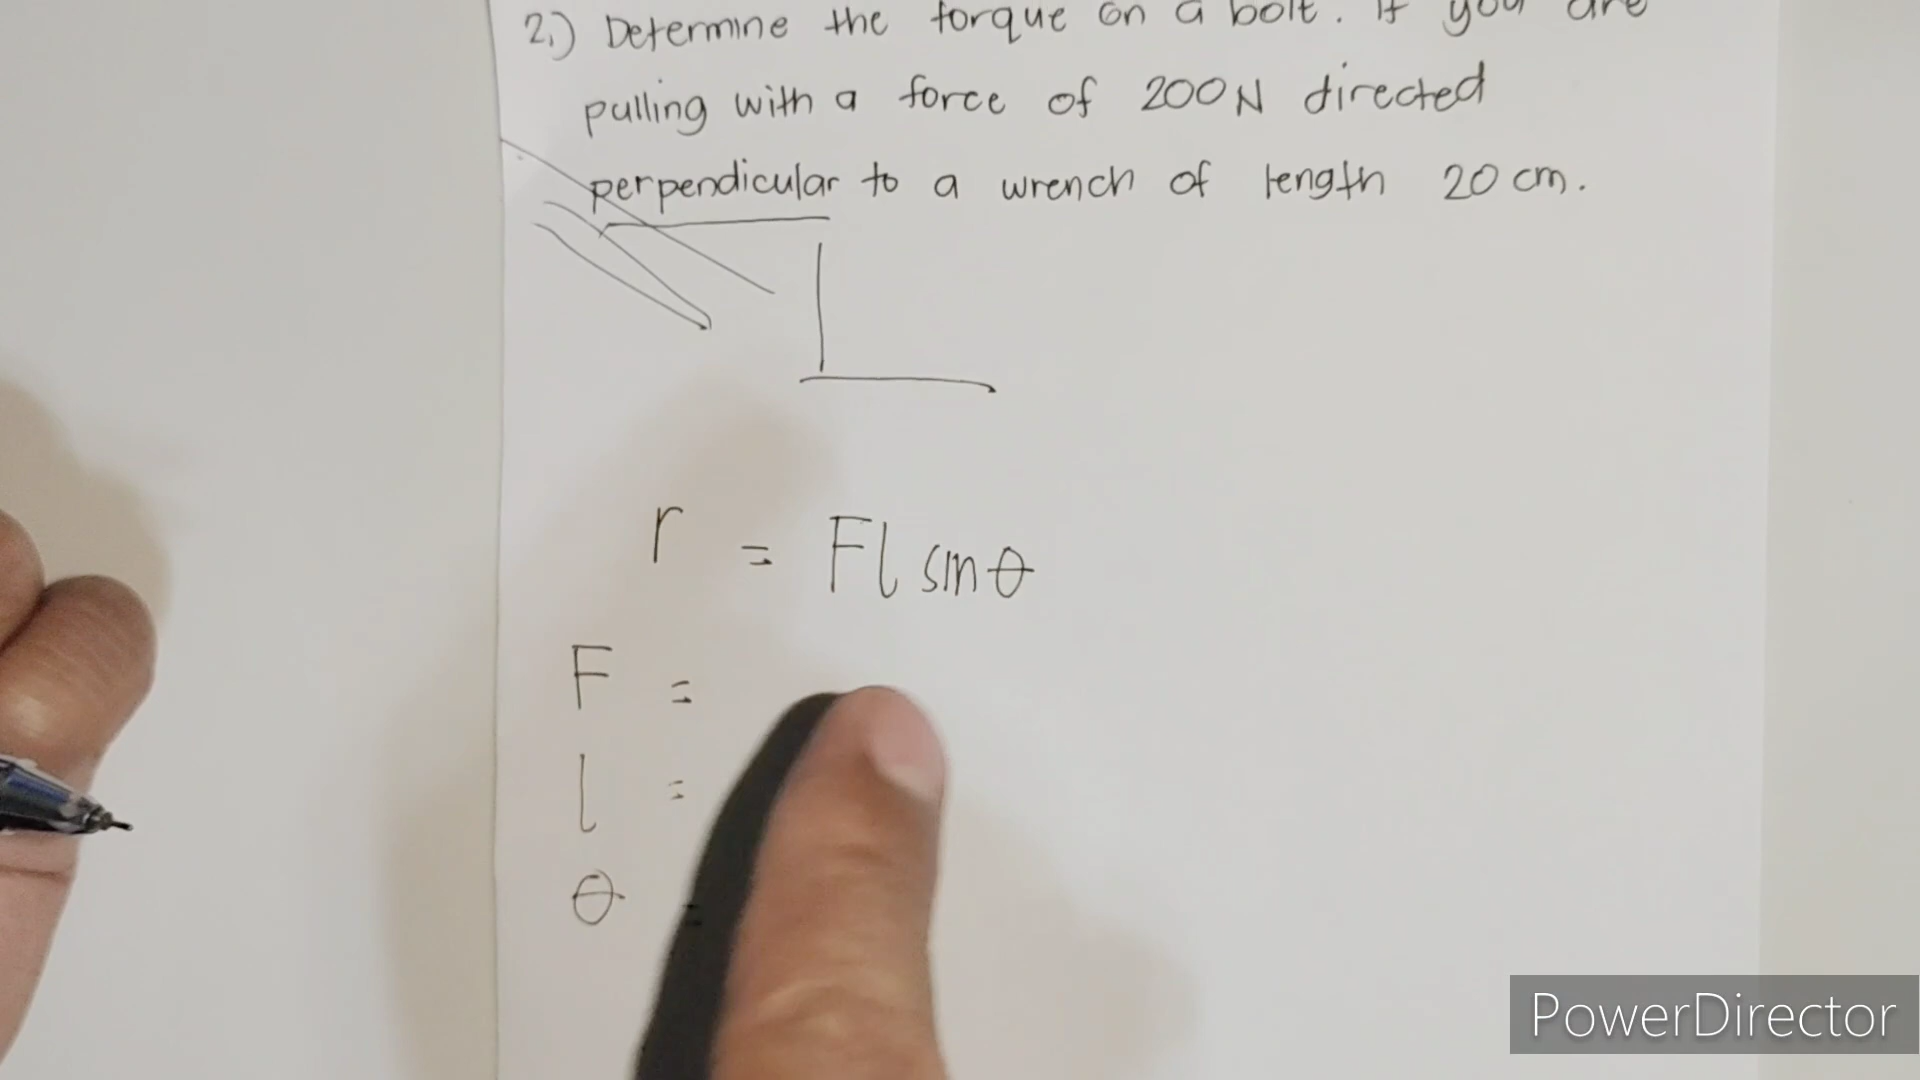 2.) Determine the torque on a bolt. If you are
pulling with a force of 200N directed
perpendicular to a wrench of length 20 cm.
r = Fl sinθ
F =
l =
θ =
PowerDirector